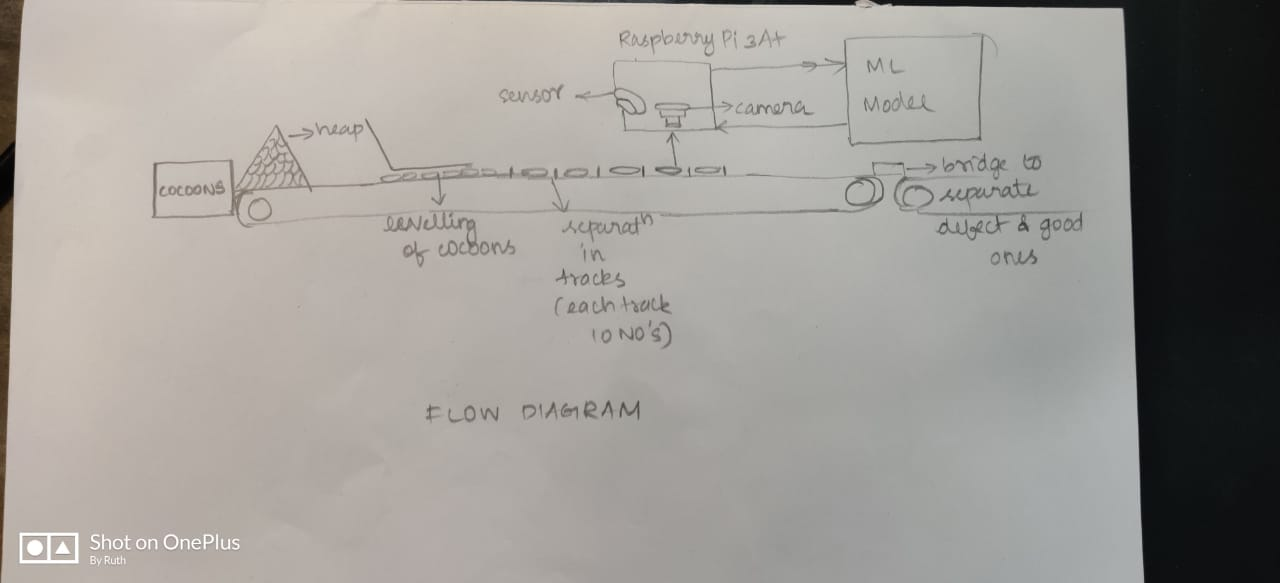 Raspberry Pi 3A+
ML
Model
sensor
camera
heap
COCOONS
bridge to
separate
defect & good
ones
levelling
of cocoons
separatn
in
tracks
(each track
10 NO'S)
FLOW DIAGRAM
Shot on OnePlus
By Ruth